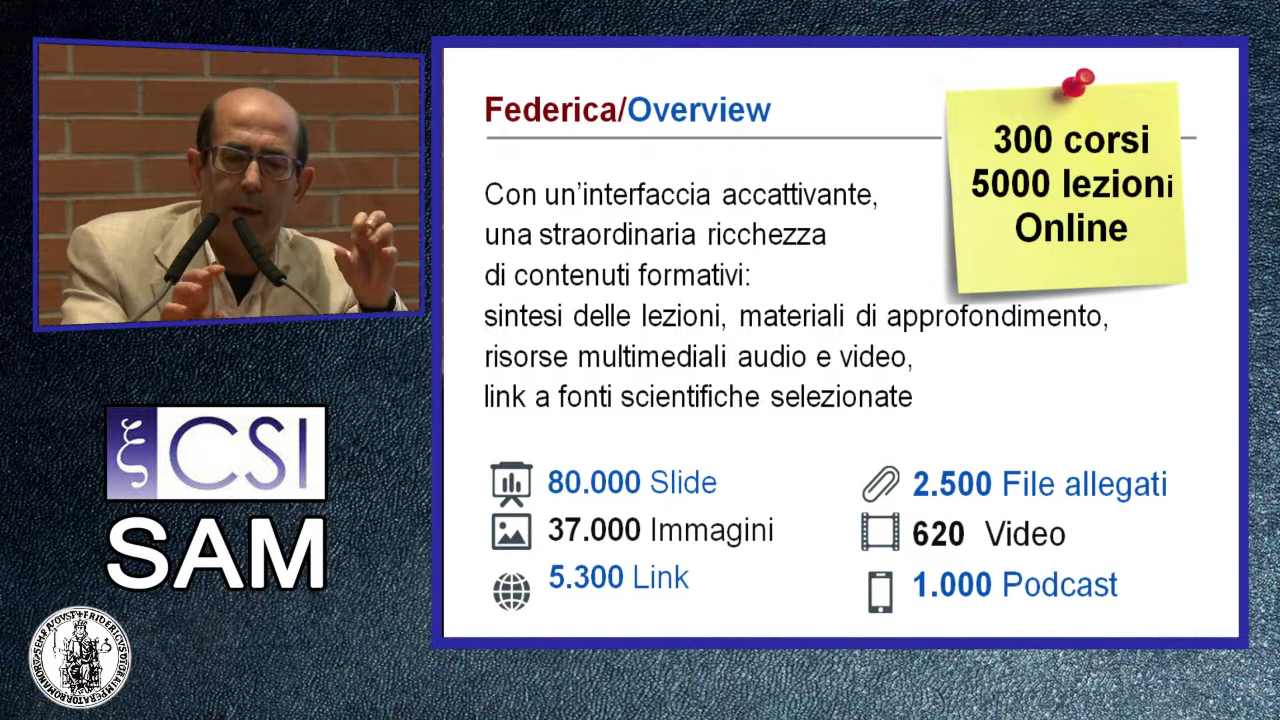 Federica/Overview
300 corsi
5000 lezioni
Online
Con un’interfaccia accattivante,
una straordinaria ricchezza
di contenuti formativi:
sintesi delle lezioni, materiali di approfondimento,
risorse multimediali audio e video,
link a fonti scientifiche selezionate
80.000 Slide
37.000 Immagini
5.300 Link
2.500 File allegati
620 Video
1.000 Podcast
ξ CSI
SAM